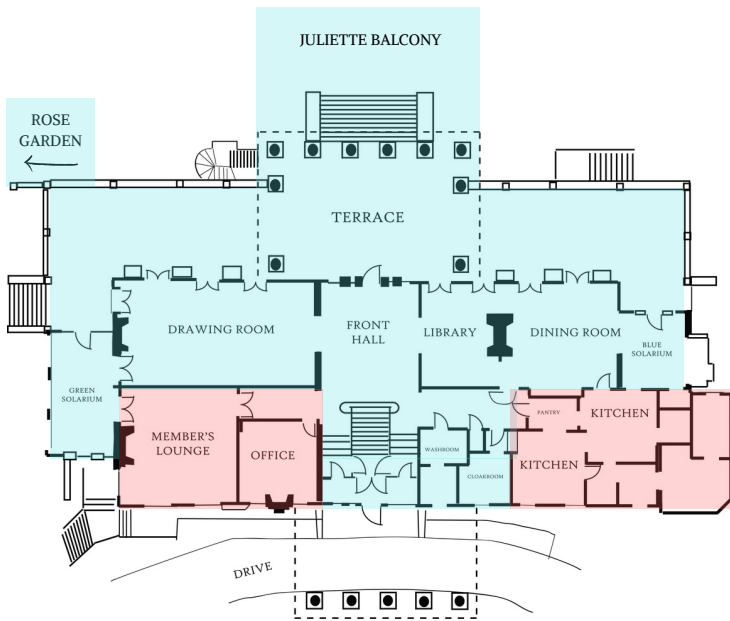 JULIETTE BALCONY
ROSE
GARDEN
TERRACE
DRAWING ROOM
FRONT
HALL
LIBRARY
DINING ROOM
BLUE
SOLARIUM
GREEN
SOLARIUM
MEMBER'S
LOUNGE
OFFICE
WASHROOM
CLOAKROOM
PANTRY
KITCHEN
KITCHEN
DRIVE